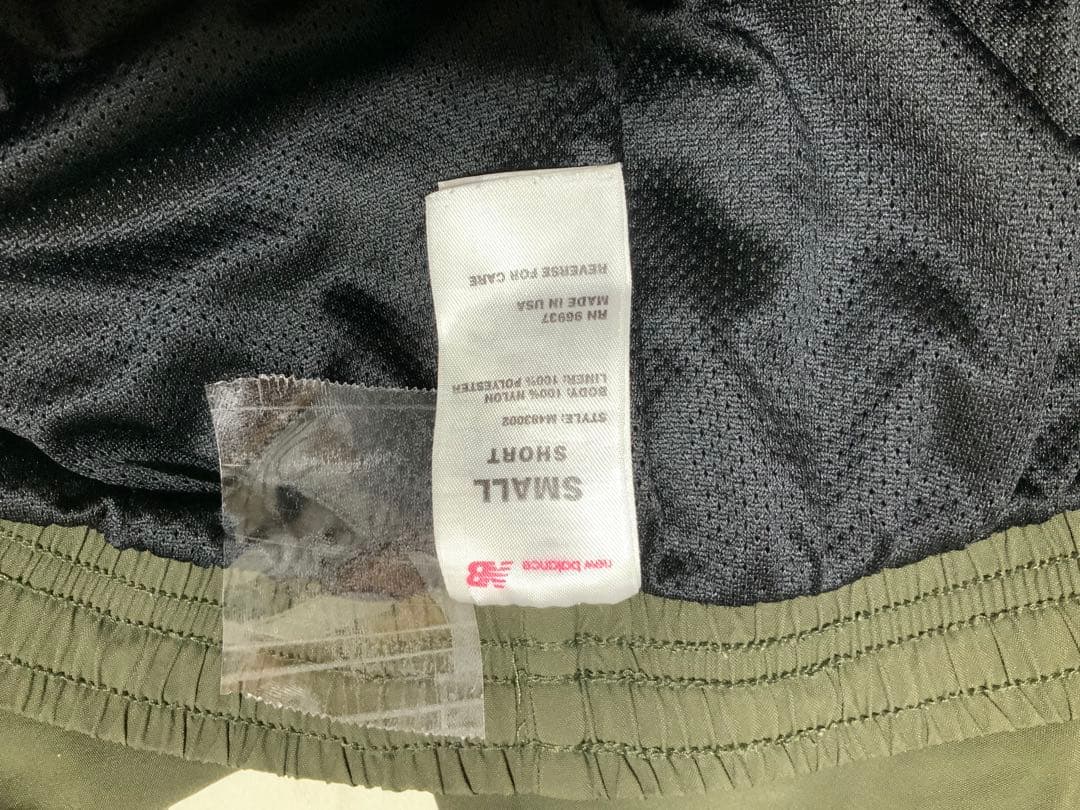 new balance
SMALL
SHORT
STYLE: M493002
BODY: 100% NYLON
LINER: 100% POLYESTER
RN 96937
MADE IN USA
REVERSE FOR CARE